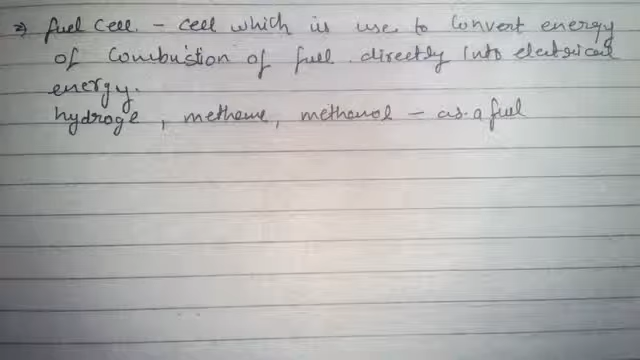 ⇒ fuel cell. - cell which is use to convert energy
of combustion of fuel. directly into electrical
energy.
hydroge, methene, methanol - as. a fuel